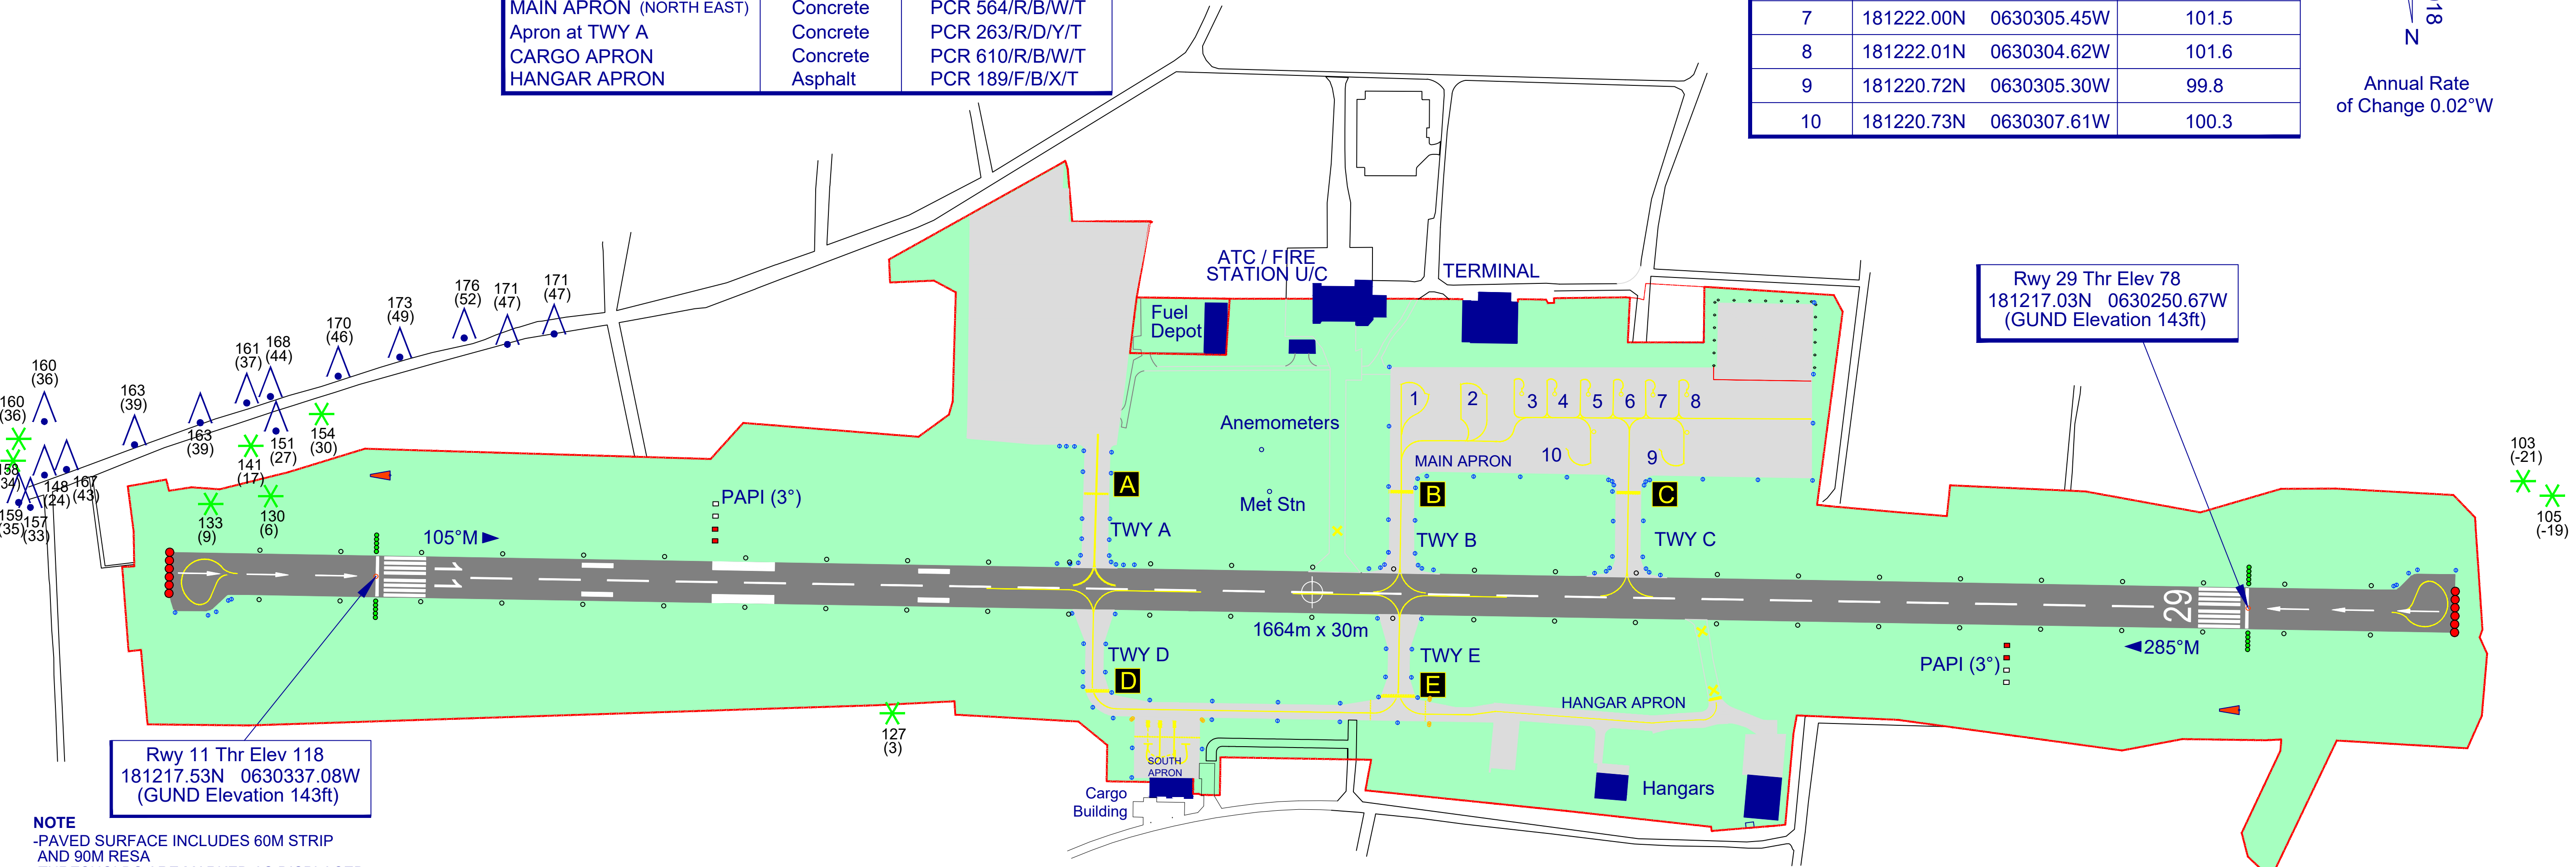 MAIN APRON (NORTH EAST) Concrete PCR 564/R/B/W/T
Apron at TWY A Concrete PCR 263/R/D/Y/T
CARGO APRON Concrete PCR 610/R/B/W/T
HANGAR APRON Asphalt PCR 189/F/B/X/T
7 181222.00N 0630305.45W 101.5
8 181222.01N 0630304.62W 101.6
9 181220.72N 0630305.30W 99.8
10 181220.73N 0630307.61W 100.3
18
N
Annual Rate
of Change 0.02°W
ATC / FIRE
STATION U/C
TERMINAL
Fuel
Depot
Rwy 29 Thr Elev 78
181217.03N 0630250.67W
(GUND Elevation 143ft)
176
(52)
171
(47)
171
(47)
173
(49)
170
(46)
168
(44)
161
(37)
160
(36)
160
(36)
163
(39)
163
(39)
151
(27)
154
(30)
141
(17)
158
34)
148
(24)
167
(43)
159
(35)
157
(33)
133
(9)
130
(6)
103
(-21)
105
(-19)
1
2
3
4
5
6
7
8
10
9
Anemometers
MAIN APRON
PAPI (3°)
A
B
C
Met Stn
105°M
TWY A
TWY B
TWY C
11
29
1664m x 30m
TWY D
TWY E
D
E
PAPI (3°)
285°M
HANGAR APRON
127
(3)
SOUTH
APRON
Cargo
Building
Hangars
Rwy 11 Thr Elev 118
181217.53N 0630337.08W
(GUND Elevation 143ft)
NOTE
-PAVED SURFACE INCLUDES 60M STRIP
AND 90M RESA